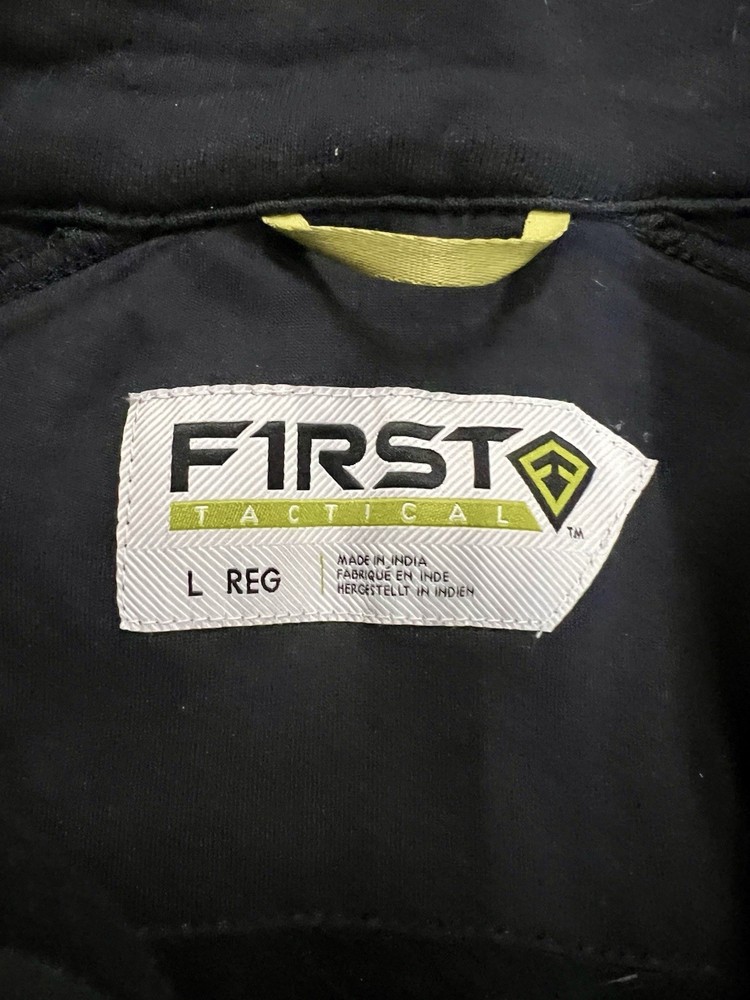 F1RST
TACTICAL
TM
L REG
MADE IN INDIA
FABRIQUÉ EN INDE
HERGESTELLT IN INDIEN